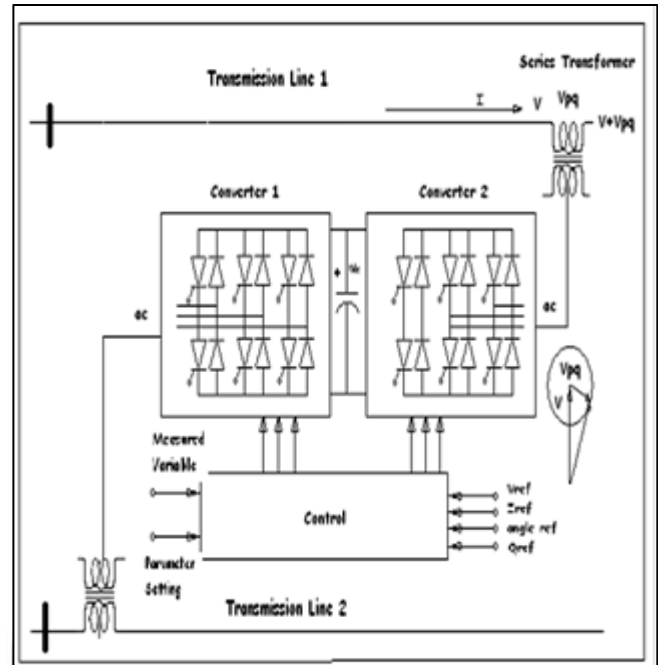 Series Transformer
Transmission Line 1
I
V
Vpq
V+Vpq
Converter 1
Converter 2
+
ac
ac
Vpq
V
Measured
Variable
Control
Vref
Iref
angle ref
Qref
Parameter
Setting
Transmission Line 2